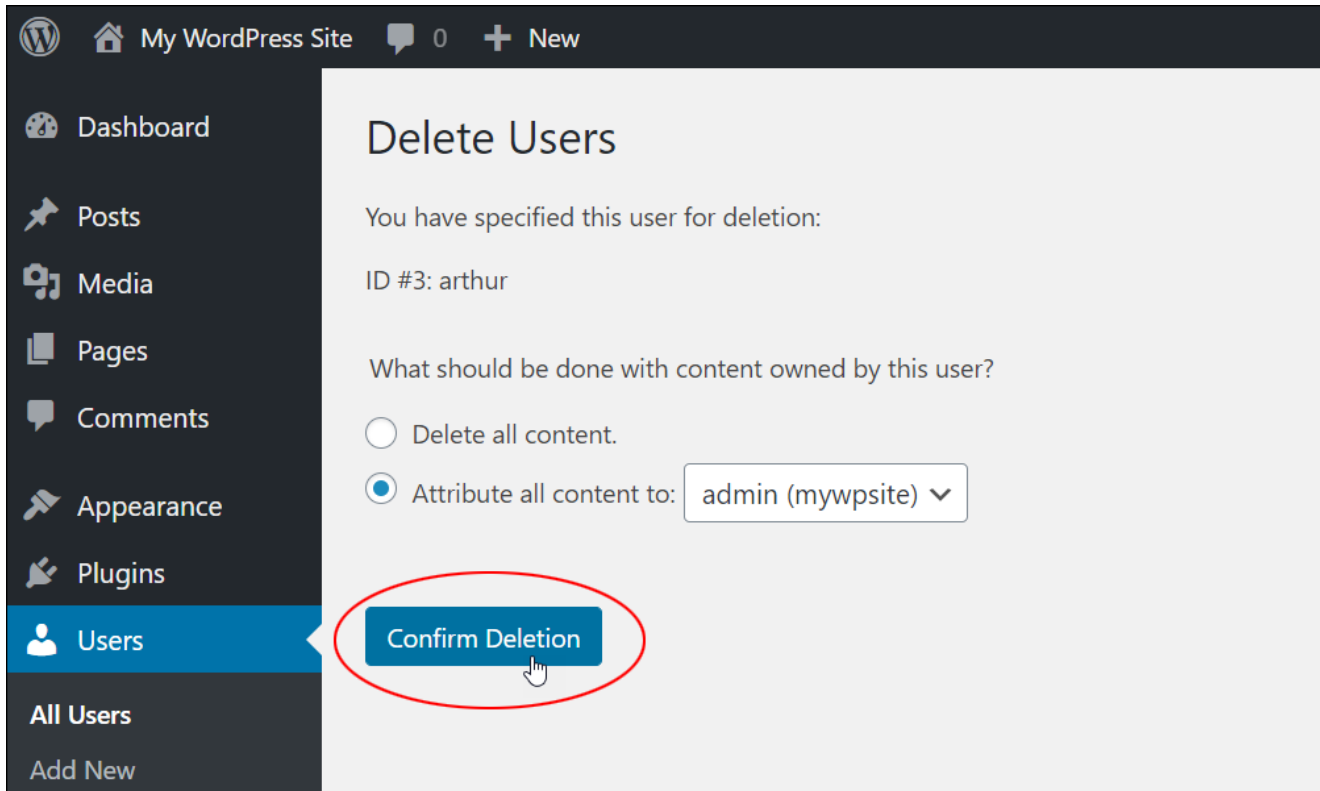 My WordPress Site 0 New
Dashboard
Posts
Media
Pages
Comments
Appearance
Plugins
Users
All Users
Add New
Delete Users
You have specified this user for deletion:
ID #3: arthur
What should be done with content owned by this user?
Delete all content.
Attribute all content to: admin (mywpsite)
Confirm Deletion